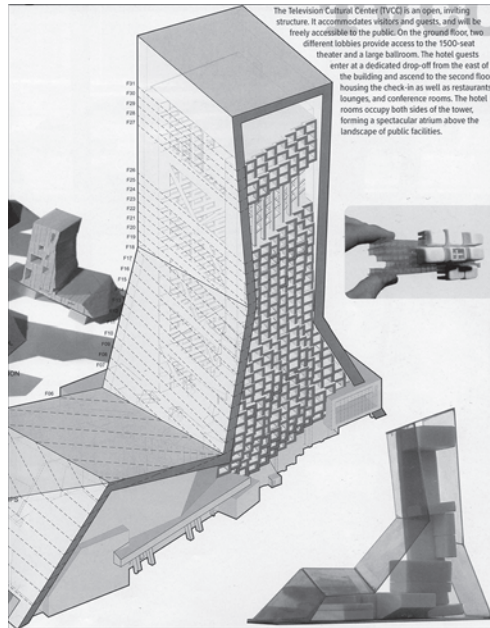 The Television Cultural Center (TVCC) is an open, inviting
structure. It accommodates visitors and guests, and will be
freely accessible to the public. On the ground floor, two
different lobbies provide access to the 1500-seat
theater and a large ballroom. The hotel guests
enter at a dedicated drop-off from the east of
the building and ascend to the second floo
housing the check-in as well as restaurants
lounges, and conference rooms. The hotel
rooms occupy both sides of the tower,
forming a spectacular atrium above the
landscape of public facilities.
F31
F30
F29
F28
F27
F26
F25
F24
F23
F22
F21
F20
F19
F18
F17
F16
F10
F09
F08
F07
ION
F06